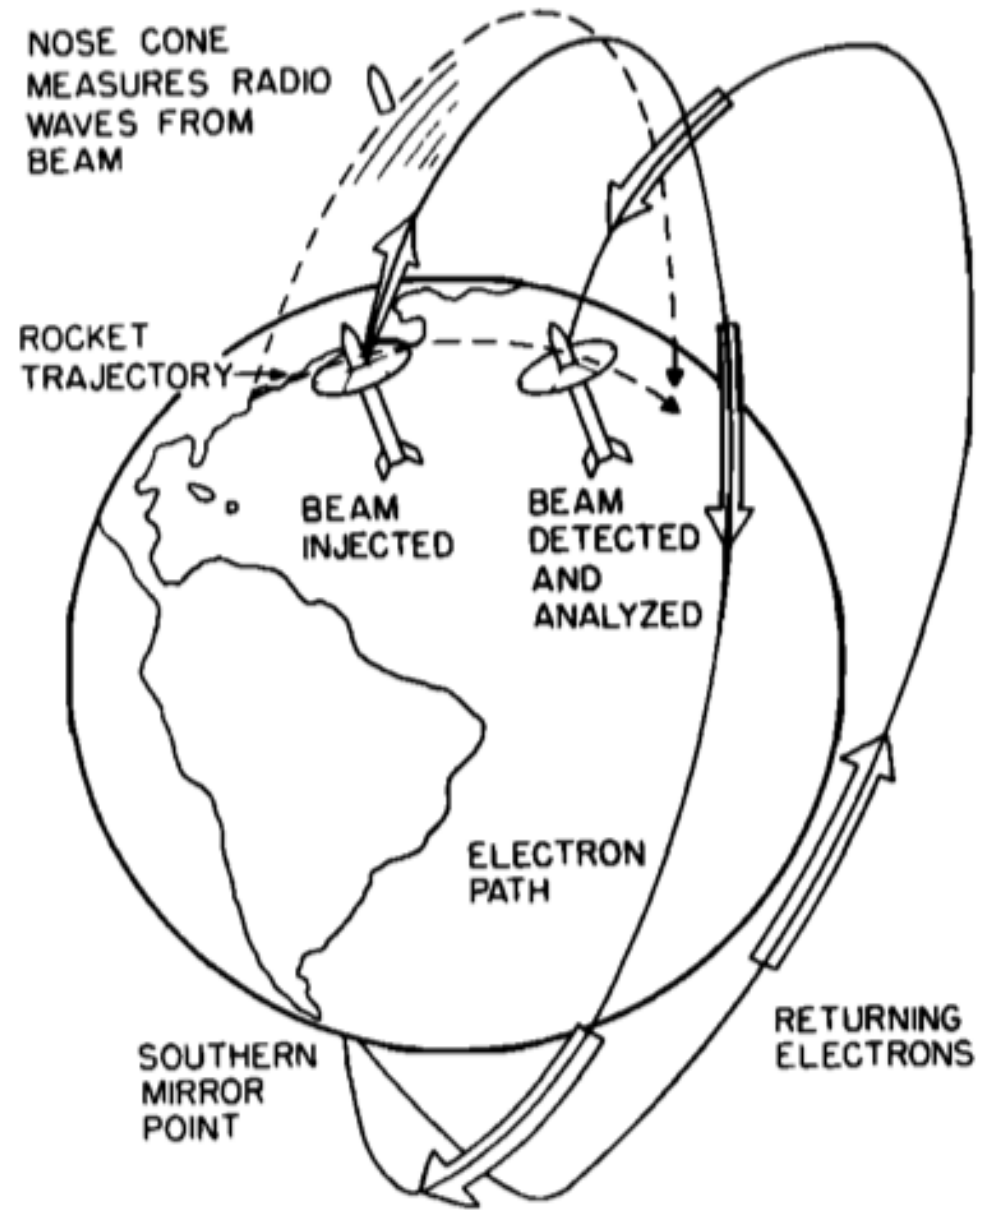 NOSE CONE
MEASURES RADIO
WAVES FROM
BEAM
ROCKET
TRAJECTORY
BEAM
INJECTED
BEAM
DETECTED
AND
ANALYZED
ELECTRON
PATH
RETURNING
ELECTRONS
SOUTHERN
MIRROR
POINT